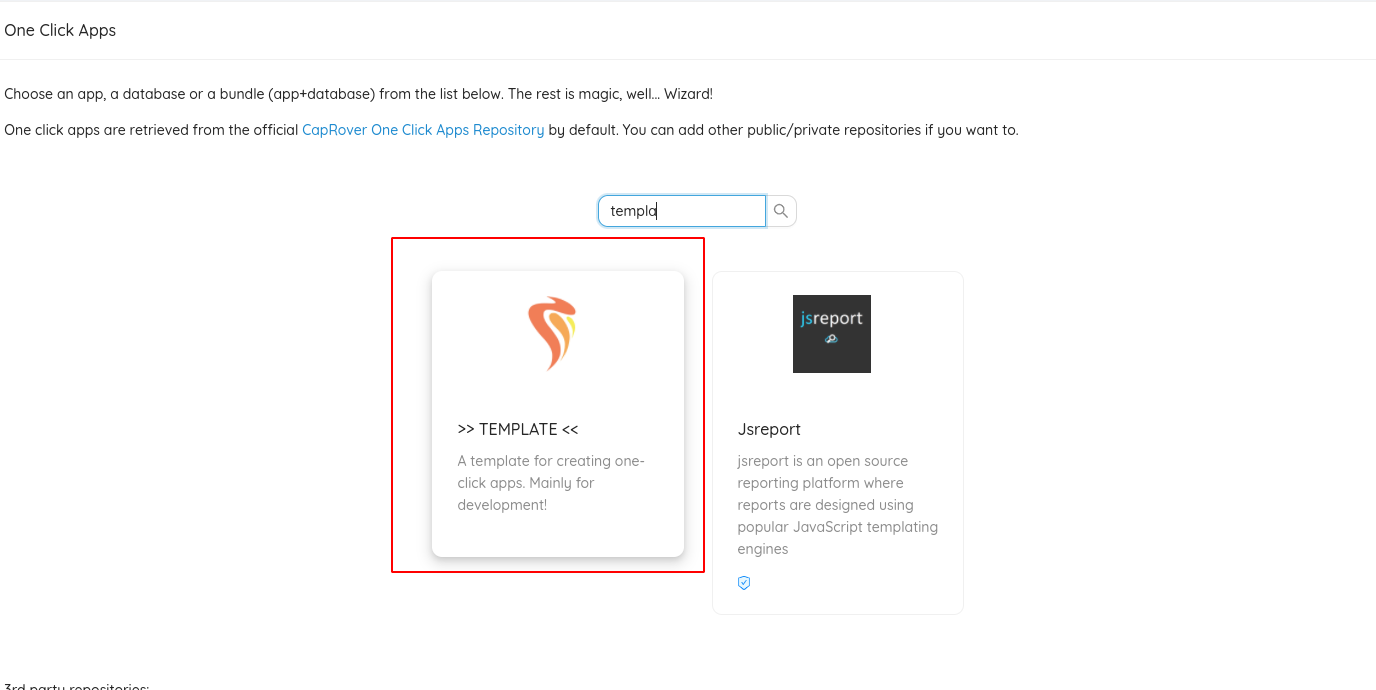 One Click Apps
Choose an app, a database or a bundle (app+database) from the list below. The rest is magic, well... Wizard!
One click apps are retrieved from the official CapRover One Click Apps Repository by default. You can add other public/private repositories if you want to.
templa
>> TEMPLATE <<
A template for creating one-
click apps. Mainly for
development!
jsreport
Jsreport
jsreport is an open source
reporting platform where
reports are designed using
popular JavaScript templating
engines
3rd party repositories: